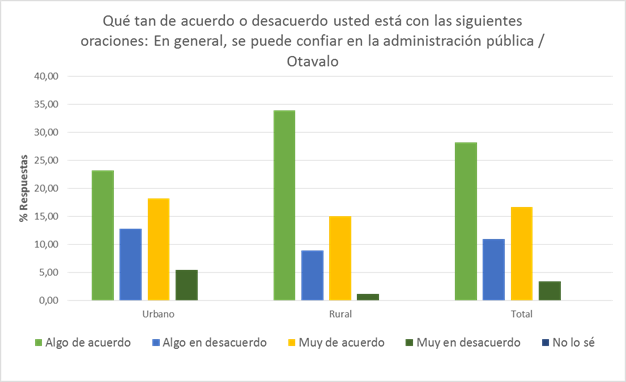 Qué tan de acuerdo o desacuerdo usted está con las siguientes
oraciones: En general, se puede confiar en la administración pública /
Otavalo
40,00
35,00
30,00
25,00
20,00
15,00
10,00
5,00
0,00
% Respuestas
Urbano Rural Total
Algo de acuerdo Algo en desacuerdo Muy de acuerdo Muy en desacuerdo No lo sé